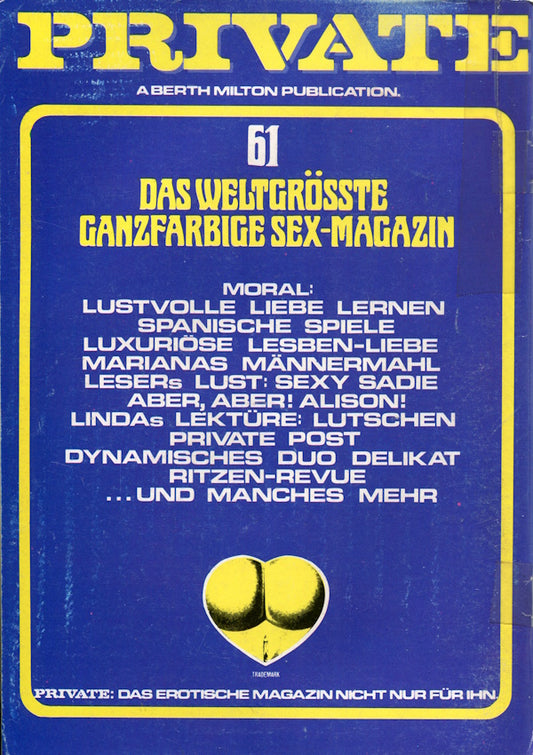 PRIVATE
A BERTH MILTON PUBLICATION.
61
DAS WELTGRÖSSTE
GANZFARBIGE SEX-MAGAZIN
MORAL:
LUSTVOLLE LIEBE LERNEN
SPANISCHE SPIELE
LUXURIÖSE LESBEN-LIEBE
MARIANAS MÄNNERMAHL
LESERs LUST: SEXY SADIE
ABER, ABER! ALISON!
LINDAs LEKTÜRE: LUTSCHEN
PRIVATE POST
DYNAMISCHES DUO DELIKAT
RITZEN-REVUE
...UND MANCHES MEHR
TRADEMARK
PRIVATE: DAS EROTISCHE MAGAZIN NICHT NUR FÜR IHN.